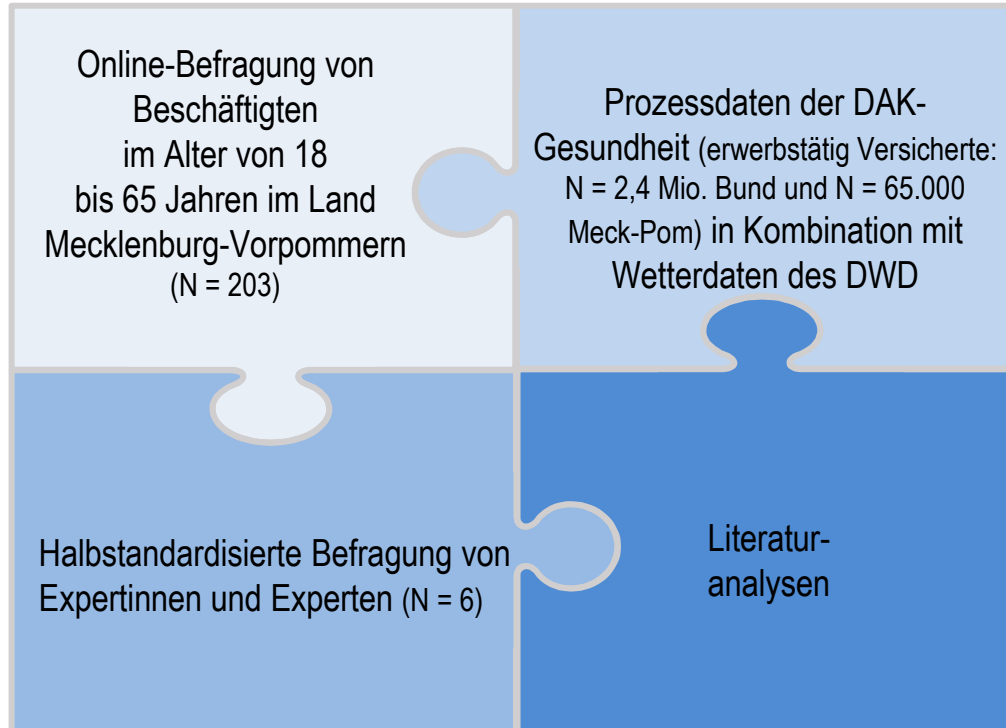 Online-Befragung von
Beschäftigten
im Alter von 18
bis 65 Jahren im Land
Mecklenburg-Vorpommern
(N = 203)
Prozessdaten der DAK-
Gesundheit (erwerbstätig Versicherte:
N = 2,4 Mio. Bund und N = 65.000
Meck-Pom) in Kombination mit
Wetterdaten des DWD
Halbstandardisierte Befragung von
Expertinnen und Experten (N = 6)
Literatur-
analysen